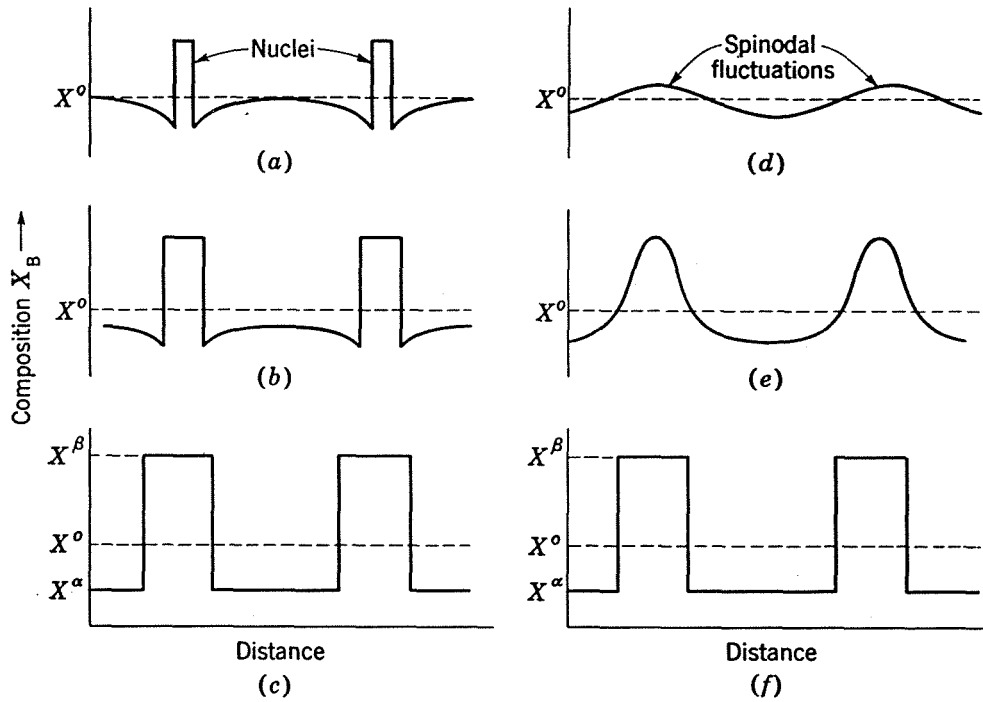 Nuclei
X°
(a)
Spinodal
fluctuations
X°
(d)
Composition X_B
X°
(b)
X°
(e)
X^β
X°
X^α
Distance
(c)
X^β
X°
X^α
Distance
(f)